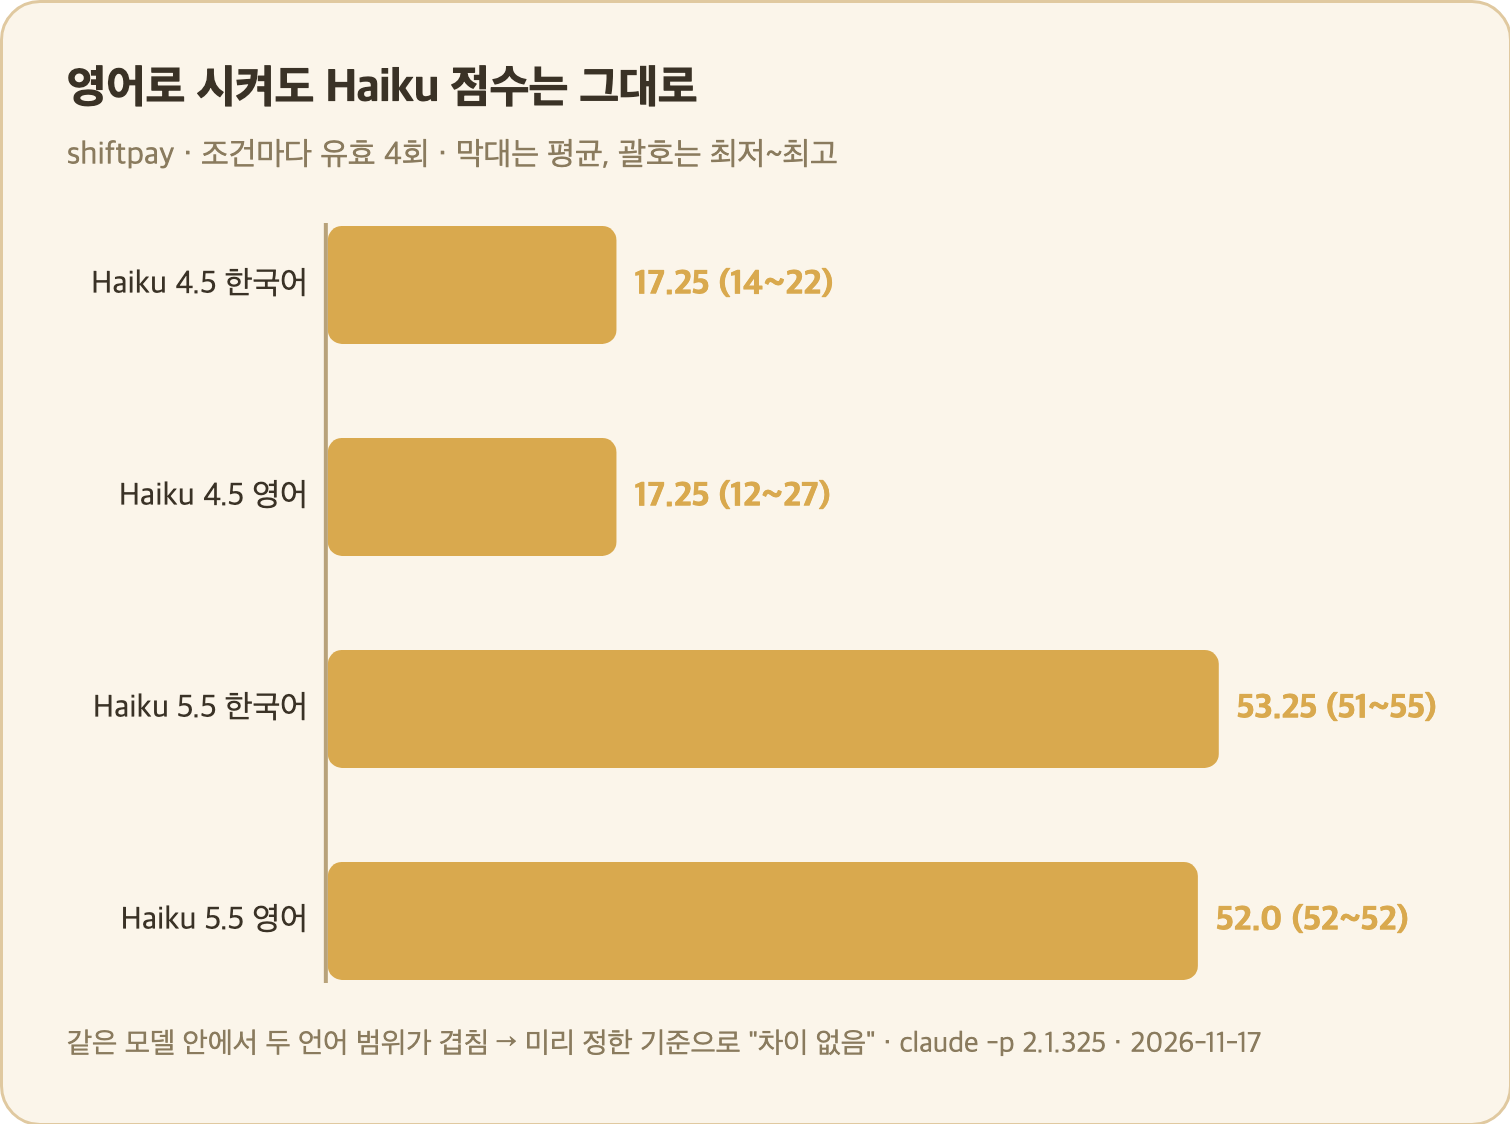 영어로 시켜도 Haiku 점수는 그대로
shiftpay · 조건마다 유효 4회 · 막대는 평균, 괄호는 최저~최고
Haiku 4.5 한국어 17.25 (14~22)
Haiku 4.5 영어 17.25 (12~27)
Haiku 5.5 한국어 53.25 (51~55)
Haiku 5.5 영어 52.0 (52~52)
같은 모델 안에서 두 언어 범위가 겹침 → 미리 정한 기준으로 "차이 없음" · claude -p 2.1.325 · 2026-11-17